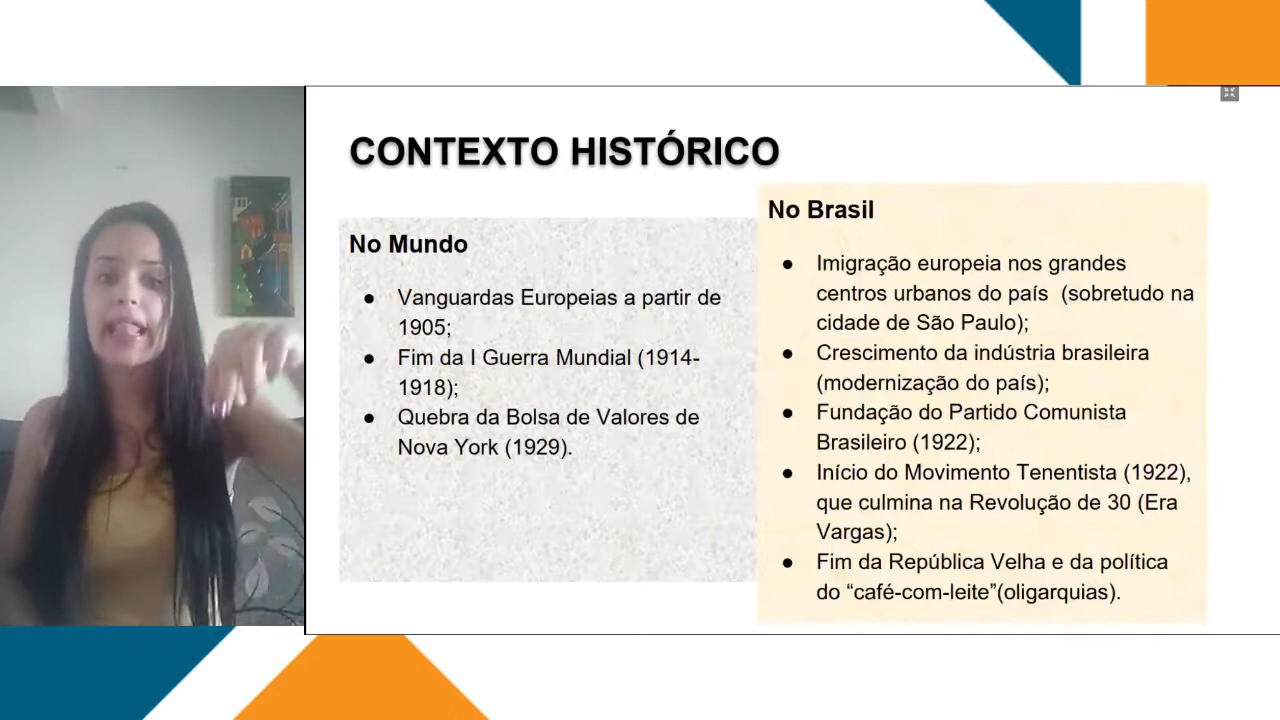 CONTEXTO HISTÓRICO
No Mundo
● Vanguardas Europeias a partir de
1905;
● Fim da I Guerra Mundial (1914-
1918);
● Quebra da Bolsa de Valores de
Nova York (1929).
No Brasil
● Imigração europeia nos grandes
centros urbanos do país (sobretudo na
cidade de São Paulo);
● Crescimento da indústria brasileira
(modernização do país);
● Fundação do Partido Comunista
Brasileiro (1922);
● Início do Movimento Tenentista (1922),
que culmina na Revolução de 30 (Era
Vargas);
● Fim da República Velha e da política
do “café-com-leite”(oligarquias).